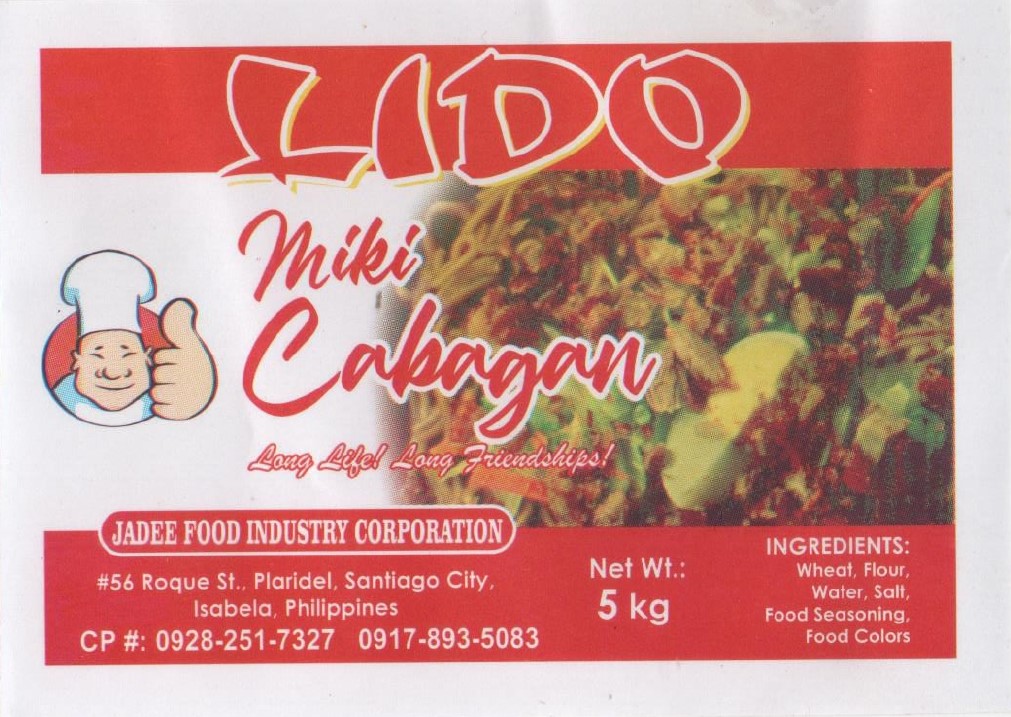 LIDO
Miki
Cabagan
Long Life! Long Friendships!
JADEE FOOD INDUSTRY CORPORATION
#56 Roque St., Plaridel, Santiago City,
Isabela, Philippines
CP #: 0928-251-7327 0917-893-5083
Net Wt.:
5 kg
INGREDIENTS:
Wheat, Flour,
Water, Salt,
Food Seasoning,
Food Colors